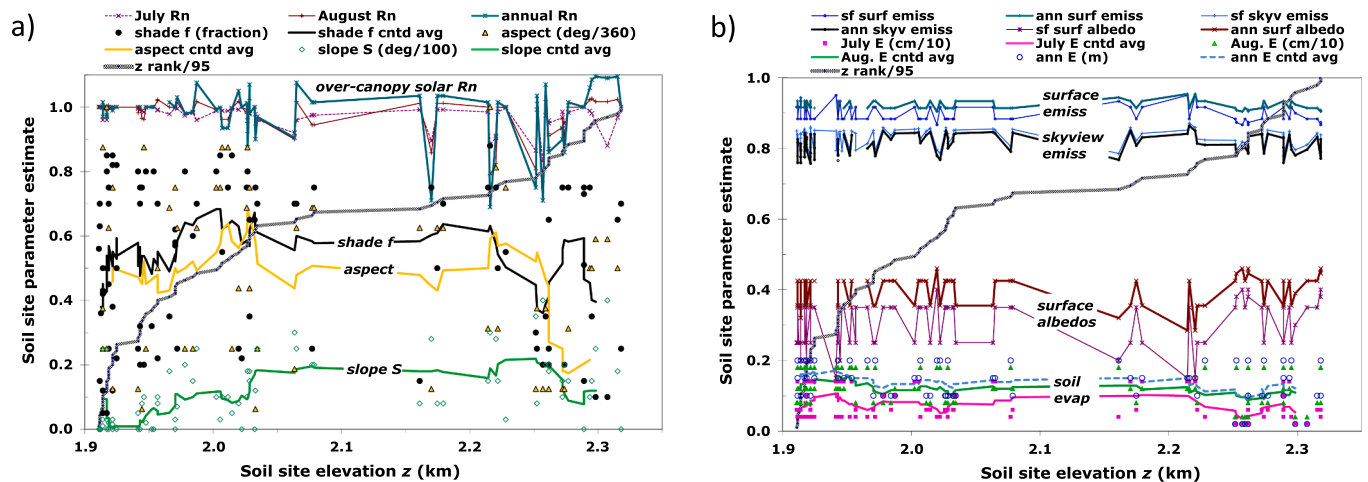 a)
July Rn August Rn annual Rn
shade f (fraction) shade f cntd avg aspect (deg/360)
aspect cntd avg slope S (deg/100) slope cntd avg
z rank/95
1.2
1.0
0.8
0.6
0.4
0.2
0.0
Soil site parameter estimate
over-canopy solar Rn
shade f
aspect
slope S
1.9 2.0 2.1 2.2 2.3
Soil site elevation z (km)
b)
sf surf emiss ann surf emiss sf skyv emiss
ann skyv emiss sf surf albedo ann surf albedo
July E (cm/10) July E cntd avg Aug. E (cm/10)
Aug. E cntd avg ann E (m) ann E cntd avg
z rank/95
1.0
0.8
0.6
0.4
0.2
0.0
Soil site parameter estimate
surface
emiss
skyview
emiss
surface
albedos
soil
evap
1.9 2.0 2.1 2.2 2.3
Soil site elevation z (km)